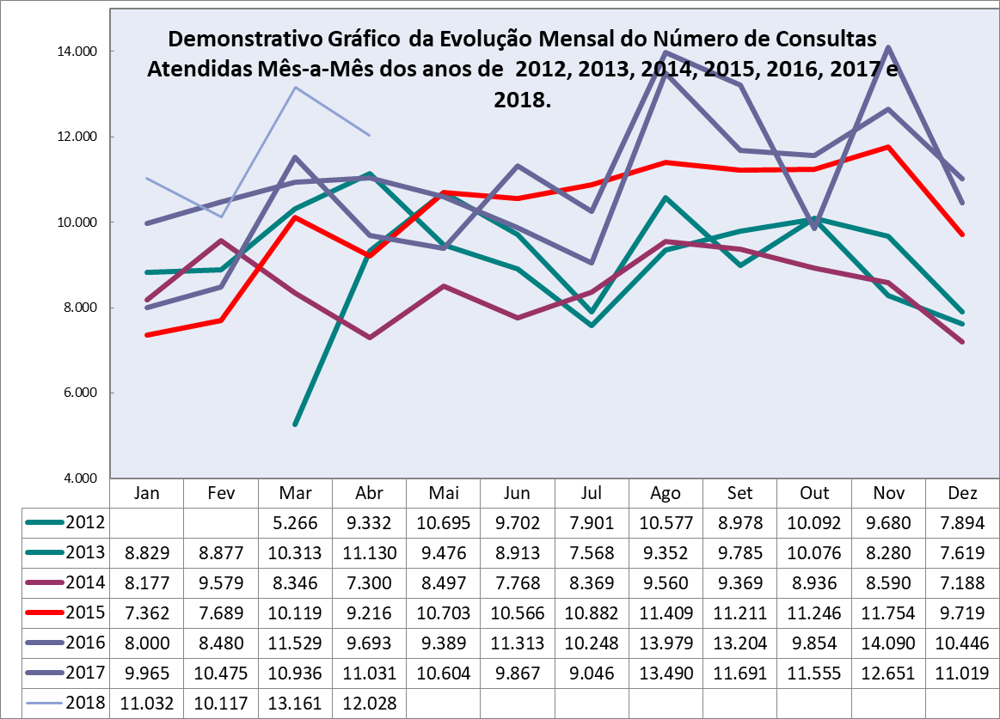 Demonstrativo Gráfico da Evolução Mensal do Número de Consultas
Atendidas Mês-a-Mês dos anos de 2012, 2013, 2014, 2015, 2016, 2017 e
2018.
14.000
12.000
10.000
8.000
6.000
4.000
Jan Fev Mar Abr Mai Jun Jul Ago Set Out Nov Dez
2012 5.266 9.332 10.695 9.702 7.901 10.577 8.978 10.092 9.680 7.894
2013 8.829 8.877 10.313 11.130 9.476 8.913 7.568 9.352 9.785 10.076 8.280 7.619
2014 8.177 9.579 8.346 7.300 8.497 7.768 8.369 9.560 9.369 8.936 8.590 7.188
2015 7.362 7.689 10.119 9.216 10.703 10.566 10.882 11.409 11.211 11.246 11.754 9.719
2016 8.000 8.480 11.529 9.693 9.389 11.313 10.248 13.979 13.204 9.854 14.090 10.446
2017 9.965 10.475 10.936 11.031 10.604 9.867 9.046 13.490 11.691 11.555 12.651 11.019
2018 11.032 10.117 13.161 12.028